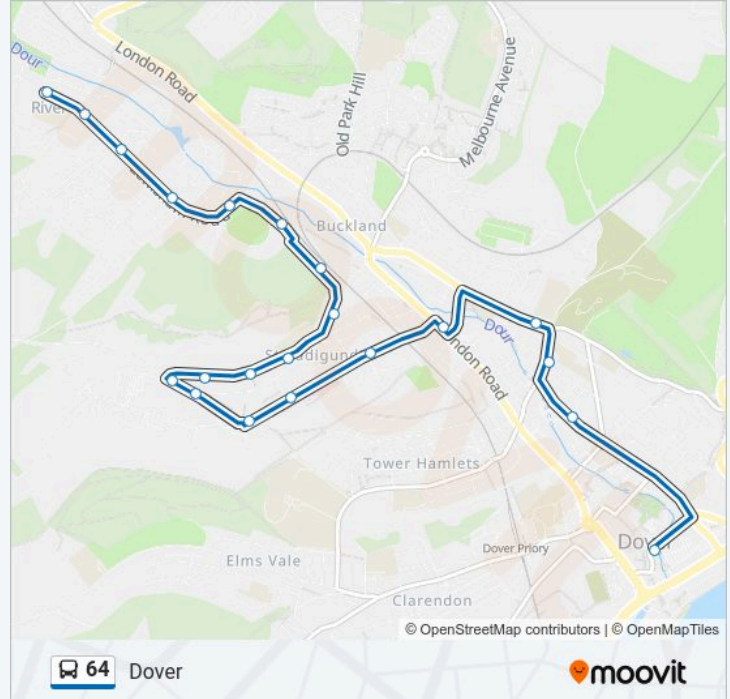 Dour
London Road
River
Old Park Hill
Melbourne Avenue
Buckland
Dour
London Road
Tower Hamlets
Dover
Dover Priory
Elms Vale
Clarendon
© OpenStreetMap contributors | © OpenMapTiles
64 Dover
moovit